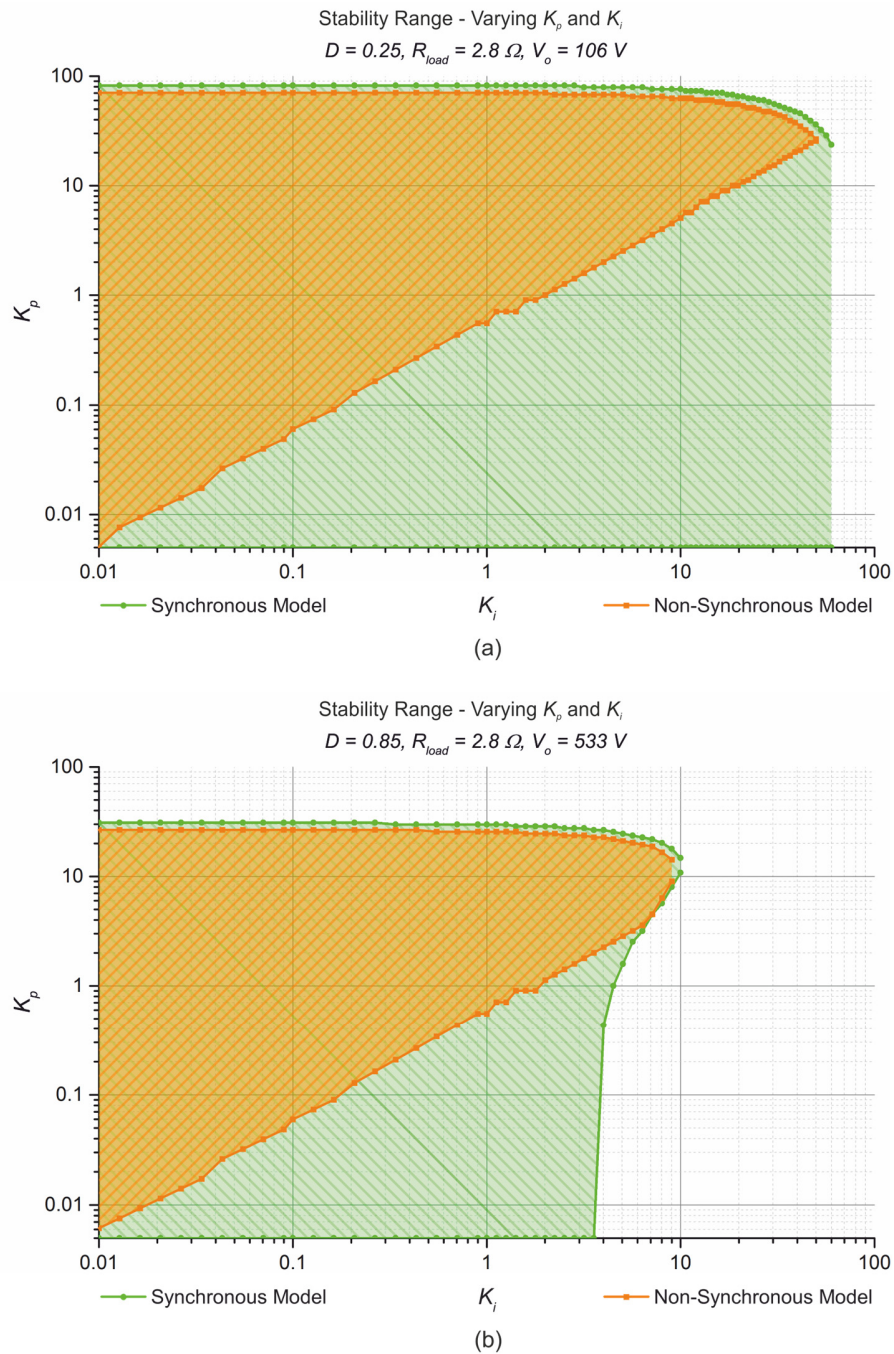 Stability Range - Varying Kp and Ki
D = 0.25, Rload = 2.8 Ω, Vo = 106 V
100
10
1
0.1
0.01
Kp
0.01 0.1 1 10 100
Synchronous Model Ki Non-Synchronous Model
(a)
Stability Range - Varying Kp and Ki
D = 0.85, Rload = 2.8 Ω, Vo = 533 V
100
10
1
0.1
0.01
Kp
0.01 0.1 1 10 100
Synchronous Model Ki Non-Synchronous Model
(b)